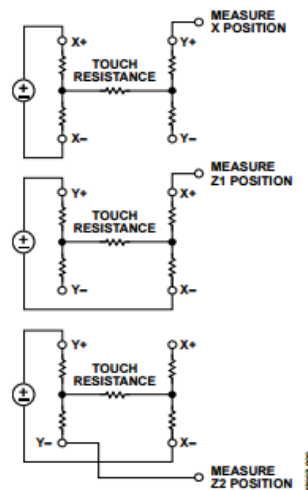 MEASURE
X POSITION
X+
Y+
TOUCH
RESISTANCE
X−
Y−
MEASURE
Z1 POSITION
Y+
X+
TOUCH
RESISTANCE
Y−
X−
Y+
X+
TOUCH
RESISTANCE
Y−
X−
MEASURE
Z2 POSITION